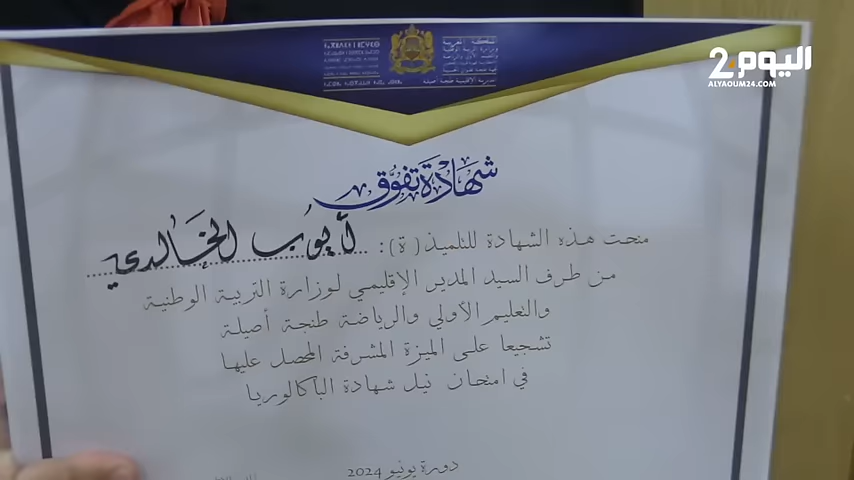 المملكة المغربية
اليوم 24
ALYAOUM24.COM
شهادة تفوق
منحت هذه الشهادة للتلميذ (ة): أيوب الخالدي
من طرف السيد المدير الإقليمي لوزارة التربية الوطنية
والتعليم الأولي والرياضة طنجة أصيلة
تشجيعا على الميزة المشرفة المحصل عليها
في امتحان نيل شهادة الباكالوريا
دورة يونيو 2024